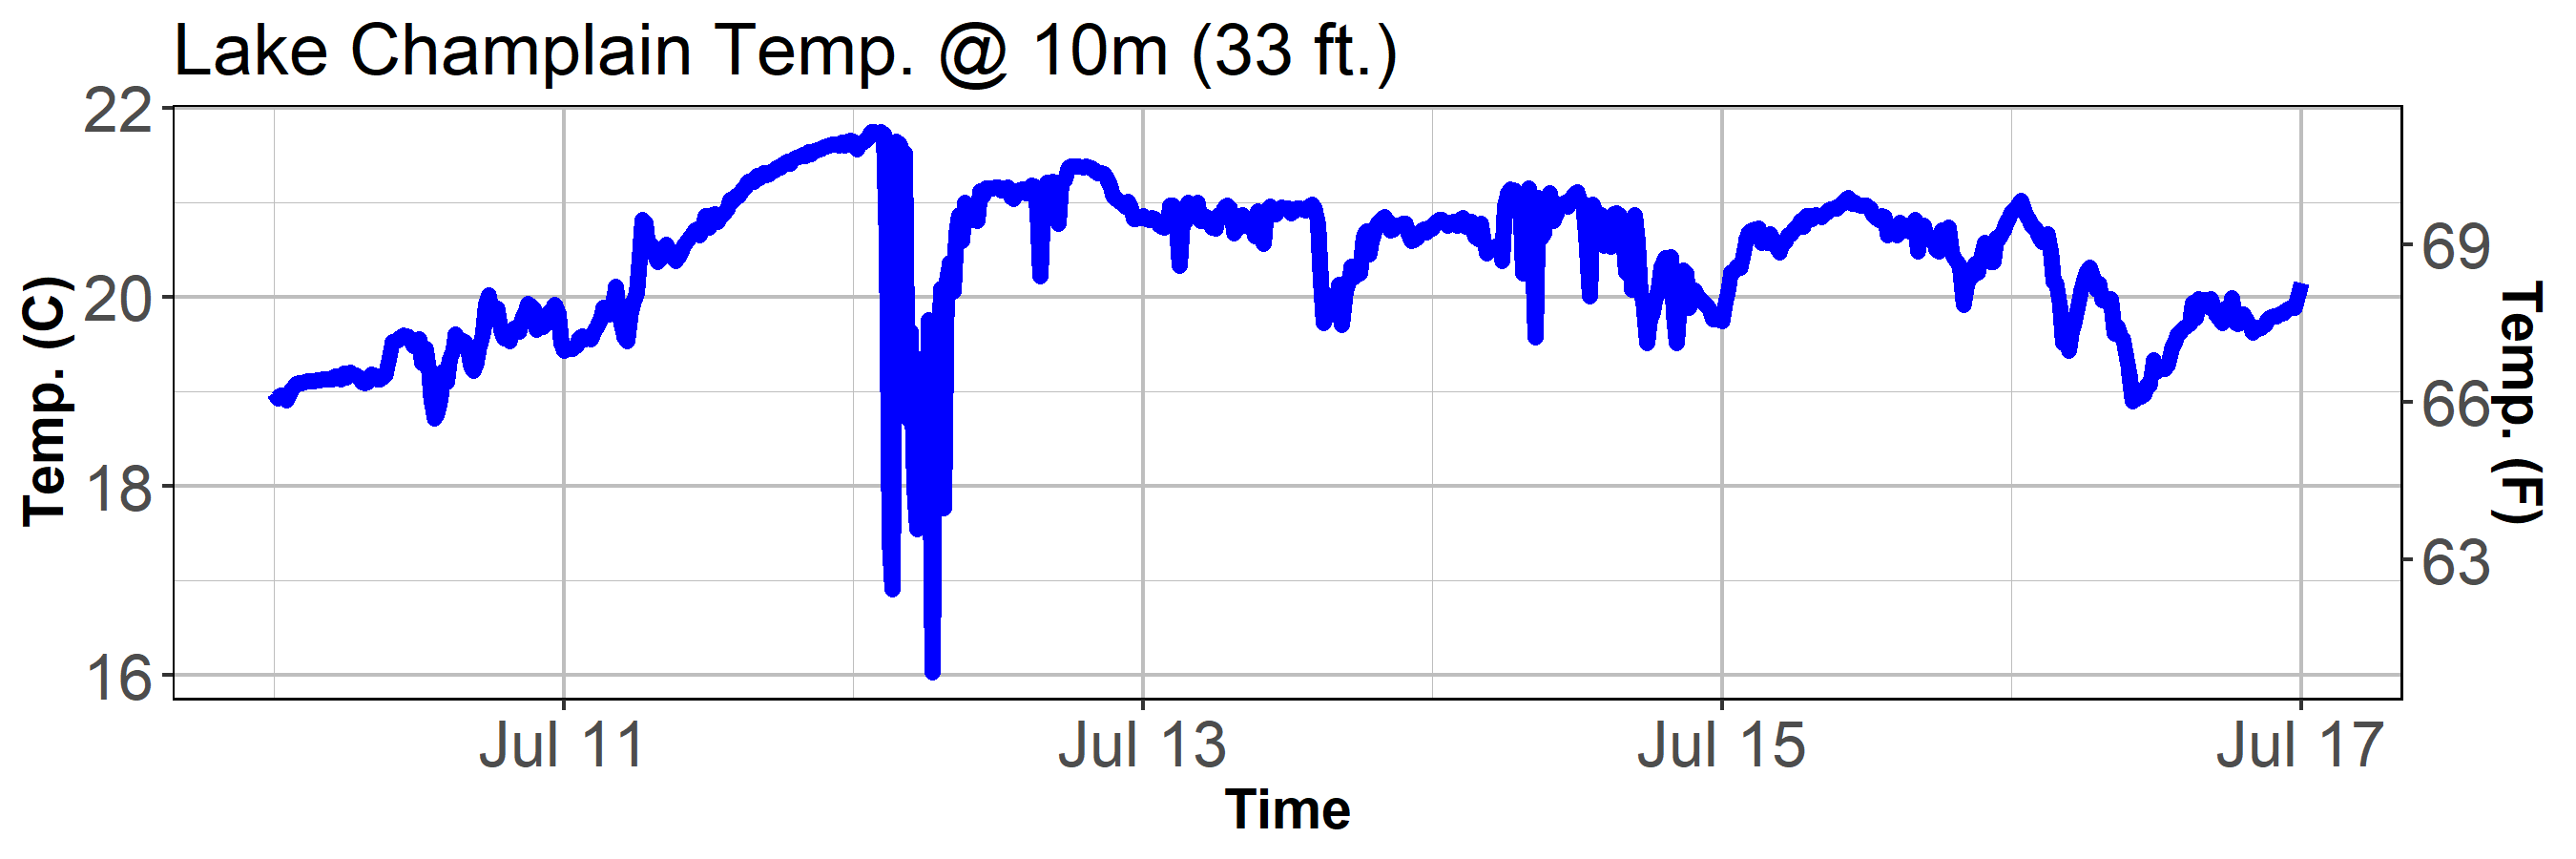 Lake Champlain Temp. @ 10m (33 ft.)
22
20
18
16
Temp. (C)
69
66
63
Temp. (F)
Jul 11
Jul 13
Jul 15
Jul 17
Time